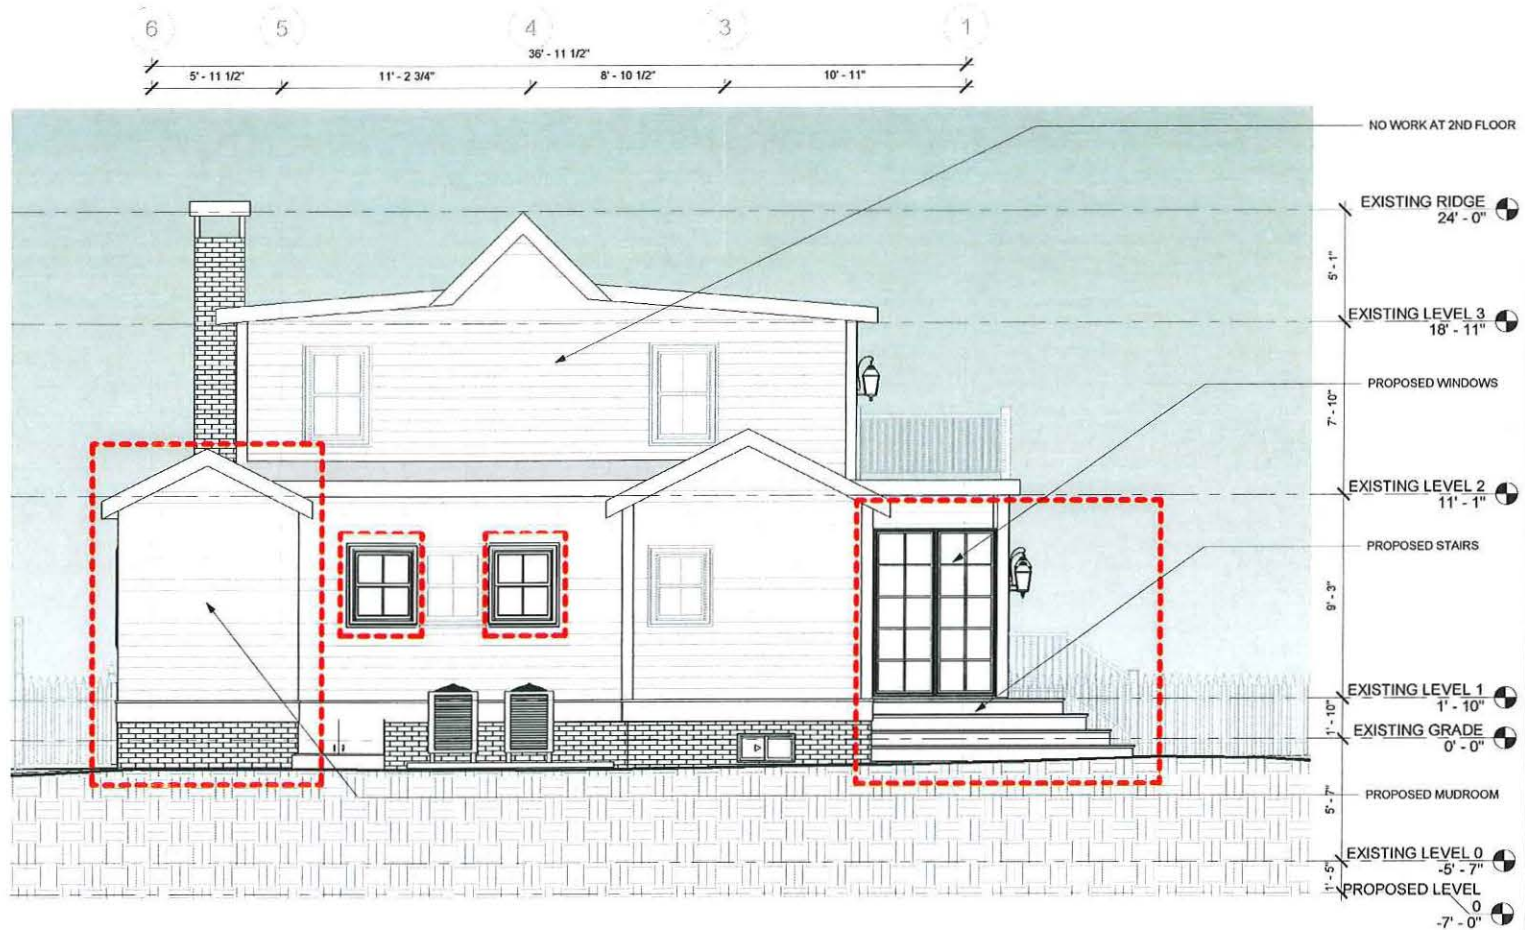 6 5 4 3 1
36' - 11 1/2"
5' - 11 1/2" 11' - 2 3/4" 8' - 10 1/2" 10' - 11"
NO WORK AT 2ND FLOOR
EXISTING RIDGE
24' - 0"
5' - 1"
EXISTING LEVEL 3
18' - 11"
7' - 10"
PROPOSED WINDOWS
EXISTING LEVEL 2
11' - 1"
PROPOSED STAIRS
9' - 3"
EXISTING LEVEL 1
1' - 10"
1' - 10"
EXISTING GRADE
0' - 0"
5' - 7"
PROPOSED MUDROOM
EXISTING LEVEL 0
-5' - 7"
1' - 5"
PROPOSED LEVEL
0
-7' - 0"